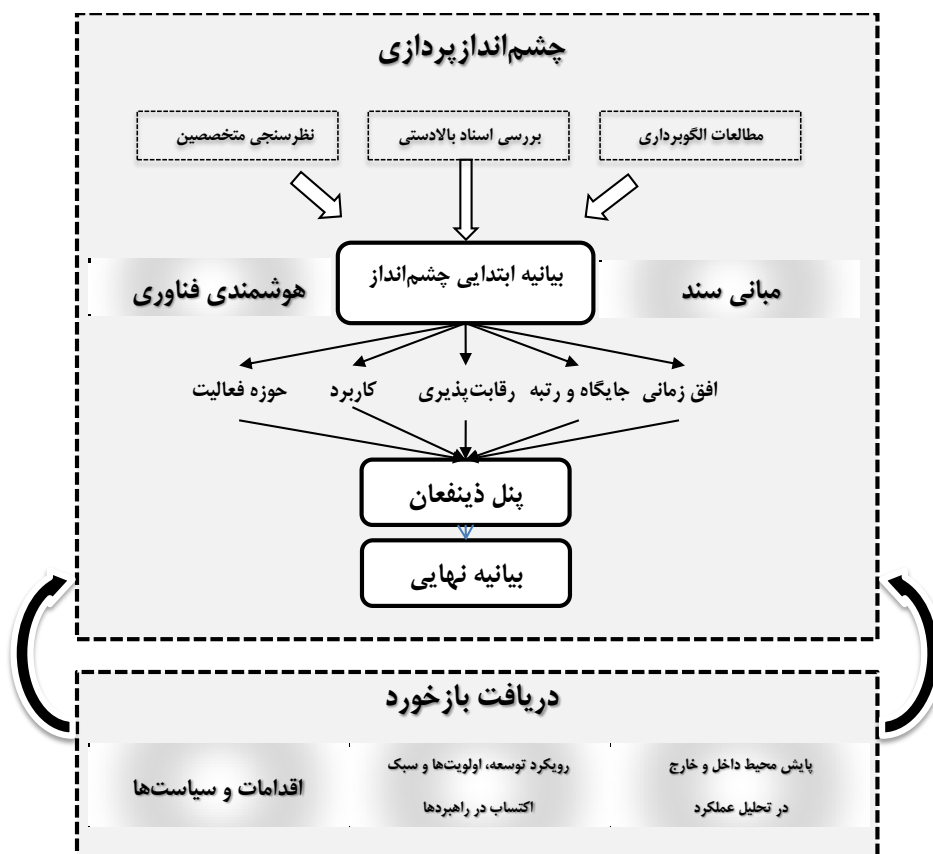 چشم‌اندازپردازی
مطالعات الگوبرداری
بررسی اسناد بالادستی
نظرسنجی متخصصین
مبانی سند
بیانیه ابتدایی چشم‌انداز
هوشمندی فناوری
افق زمانی
جایگاه و رتبه
رقابت‌پذیری
کاربرد
حوزه فعالیت
پنل ذینفعان
بیانیه نهایی
دریافت بازخورد
پایش محیط داخل و خارج
در تحلیل عملکرد
رویکرد توسعه، اولویت‌ها و سبک
اکتساب در راهبردها
اقدامات و سیاست‌ها